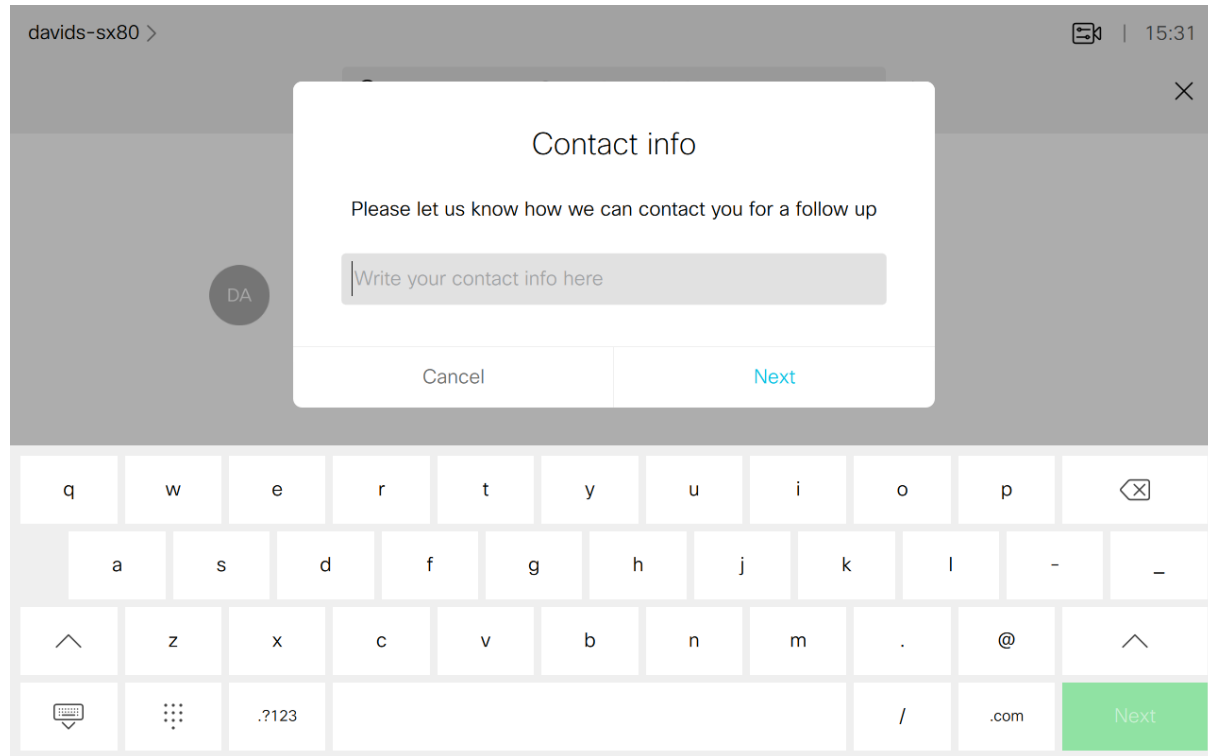 davids-sx80 >
| 15:31
Contact info
Please let us know how we can contact you for a follow up
Write your contact info here
DA
Cancel Next
q w e r t y u i o p
a s d f g h j k l - _
z x c v b n m . @
.?123 / .com Next